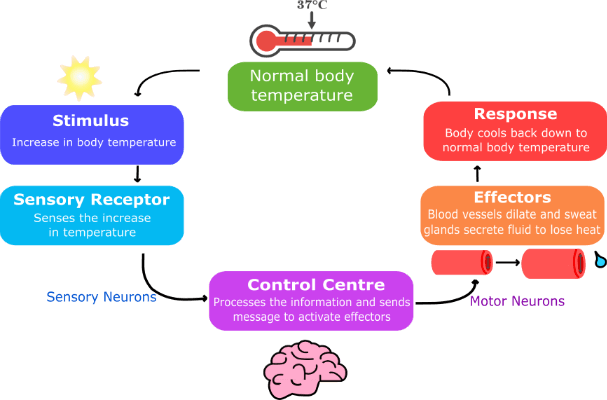 37°C
Normal body
temperature
Stimulus
Increase in body temperature
Sensory Receptor
Senses the increase
in temperature
Sensory Neurons
Control Centre
Processes the information and sends
message to activate effectors
Motor Neurons
Effectors
Blood vessels dilate and sweat
glands secrete fluid to lose heat
Response
Body cools back down to
normal body temperature